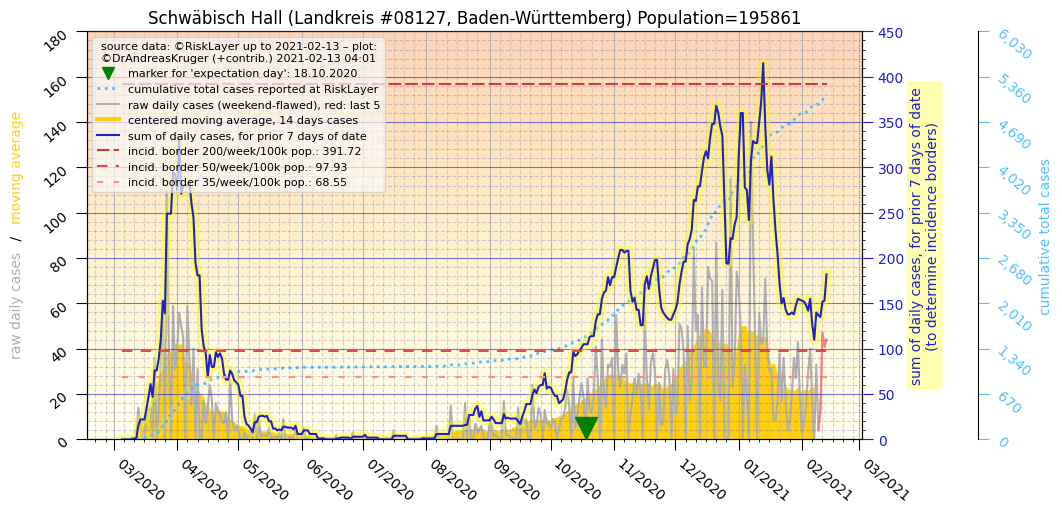 Schwäbisch Hall (Landkreis #08127, Baden-Württemberg) Population=195861
source data: ©RiskLayer up to 2021-02-13 – plot:
©DrAndreasKruger (+contrib.) 2021-02-13 04:01
marker for 'expectation day': 18.10.2020
cumulative total cases reported at RiskLayer
raw daily cases (weekend-flawed), red: last 5
centered moving average, 14 days cases
sum of daily cases, for prior 7 days of date
incid. border 200/week/100k pop.: 391.72
incid. border 50/week/100k pop.: 97.93
incid. border 35/week/100k pop.: 68.55
raw daily cases / moving average
180
160
140
120
100
80
60
40
20
0
03/2020
04/2020
05/2020
06/2020
07/2020
08/2020
09/2020
10/2020
11/2020
12/2020
01/2021
02/2021
03/2021
450
400
350
300
250
200
150
100
50
0
sum of daily cases, for prior 7 days of date
(to determine incidence borders)
6,030
5,360
4,690
4,020
3,350
2,680
2,010
1,340
670
0
cumulative total cases